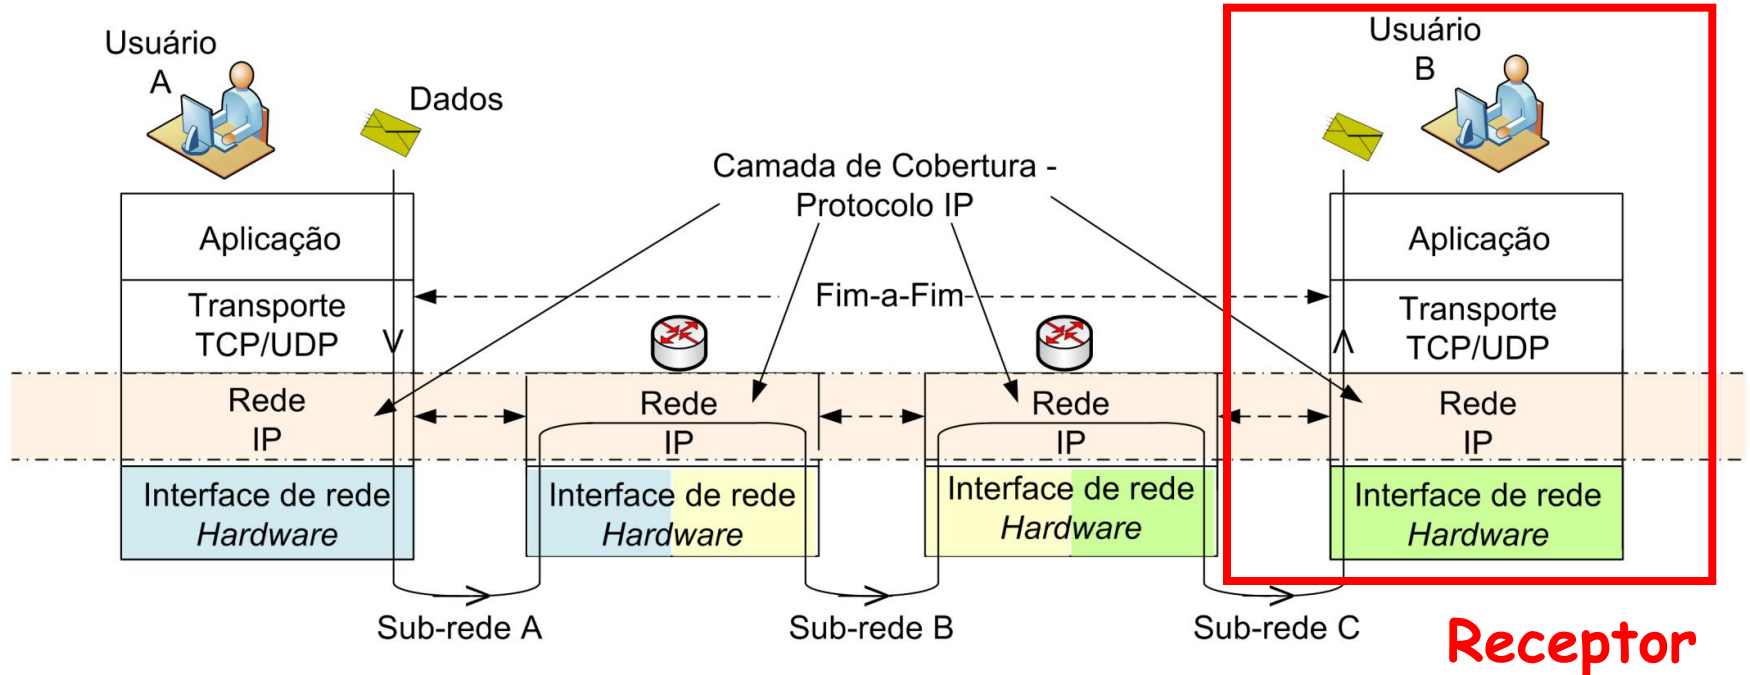 Usuário
A
Dados
Usuário
B
Camada de Cobertura -
Protocolo IP
Aplicação
Aplicação
Fim-a-Fim
Transporte
TCP/UDP
Transporte
TCP/UDP
Rede
IP
Rede
IP
Rede
IP
Rede
IP
Interface de rede
Hardware
Interface de rede
Hardware
Interface de rede
Hardware
Interface de rede
Hardware
Sub-rede A
Sub-rede B
Sub-rede C
Receptor